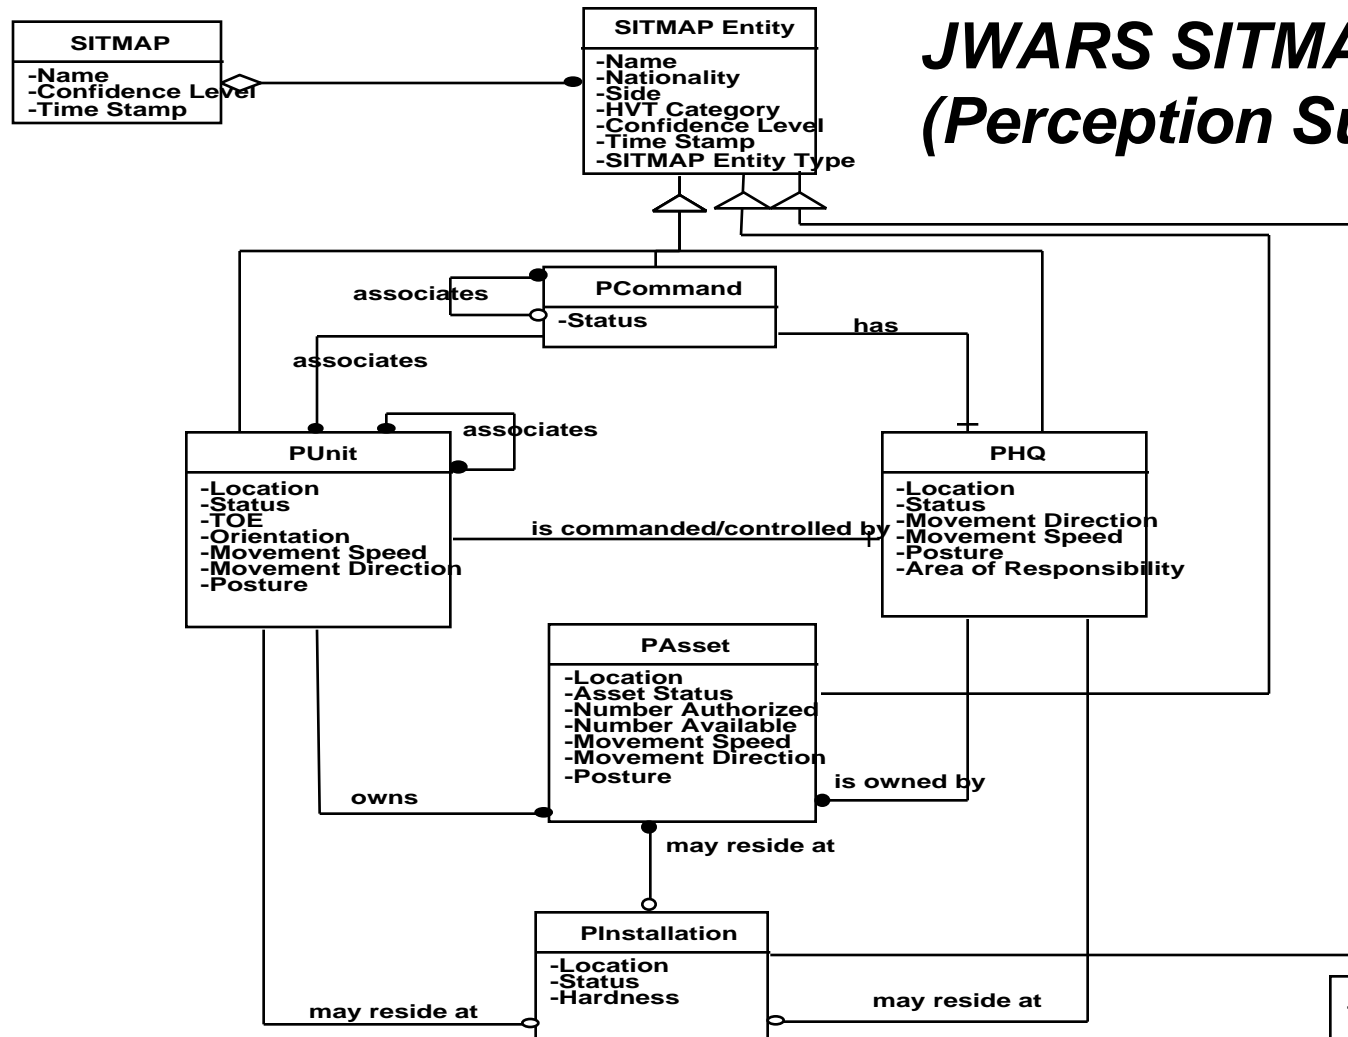 SITMAP
-Name
-Confidence Level
-Time Stamp
SITMAP Entity
-Name
-Nationality
-Side
-HVT Category
-Confidence Level
-Time Stamp
-SITMAP Entity Type
JWARS SITMA
(Perception Su
associates
PCommand
-Status
has
associates
associates
PUnit
-Location
-Status
-TOE
-Orientation
-Movement Speed
-Movement Direction
-Posture
is commanded/controlled by
PHQ
-Location
-Status
-Movement Direction
-Movement Speed
-Posture
-Area of Responsibility
PAsset
-Location
-Asset Status
-Number Authorized
-Number Available
-Movement Speed
-Movement Direction
-Posture
owns
is owned by
may reside at
PInstallation
-Location
-Status
-Hardness
may reside at
may reside at